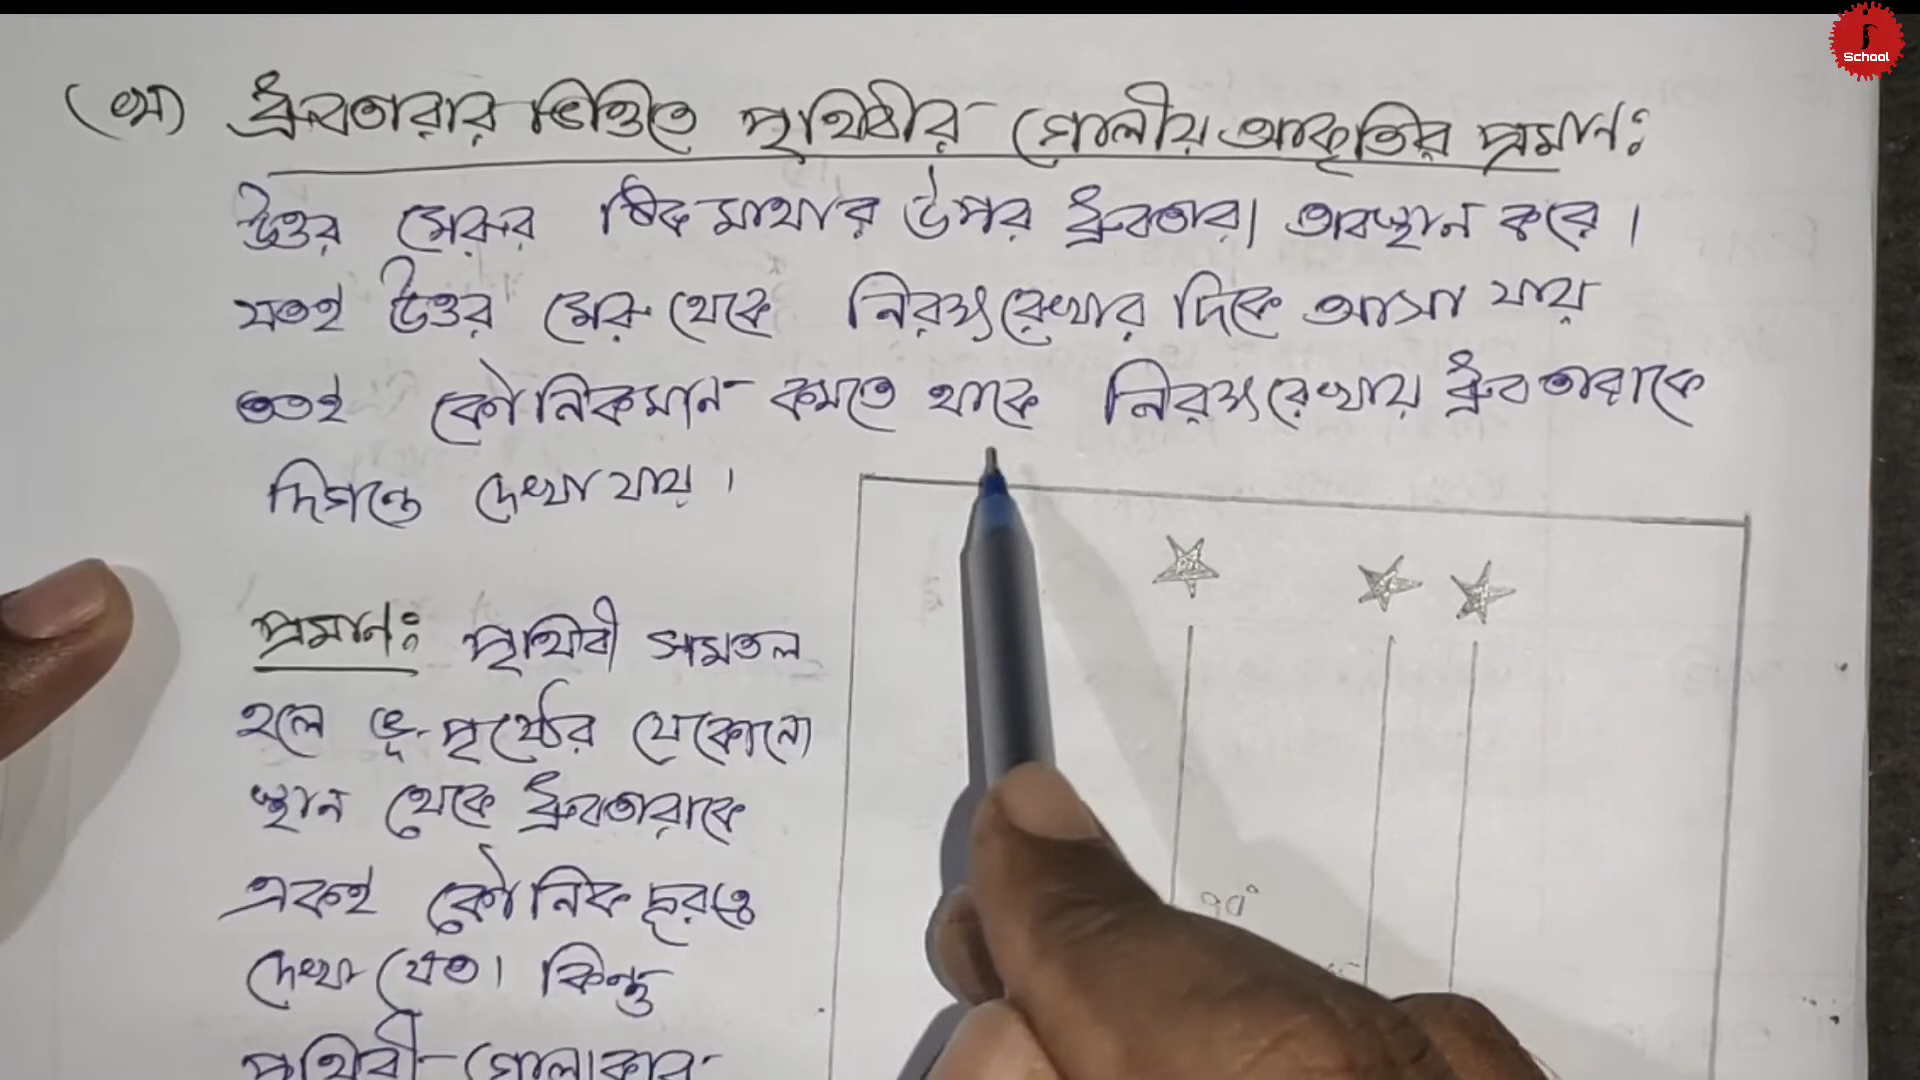 (খ) ধ্রুবতারার ভিত্তিতে পৃথিবীর গোলীয় আকৃতির প্রমাণ:
উত্তর মেরুর ঠিক মাথার উপর ধ্রুবতারা অবস্থান করে।
যতই উত্তর মেরু থেকে নিরক্ষরেখার দিকে আসা যায়
ততই কৌনিকমান কমতে থাকে নিরক্ষরেখায় ধ্রুবতারাকে
দিগন্তে দেখা যায়।
প্রমাণ: পৃথিবী সমতল
হলে ভূ-পৃষ্ঠের যেকোনো
স্থান থেকে ধ্রুবতারাকে
একই কৌনিক দূরত্বে
দেখা যেত। কিন্তু
পৃথিবী গোলাকার
90°
School